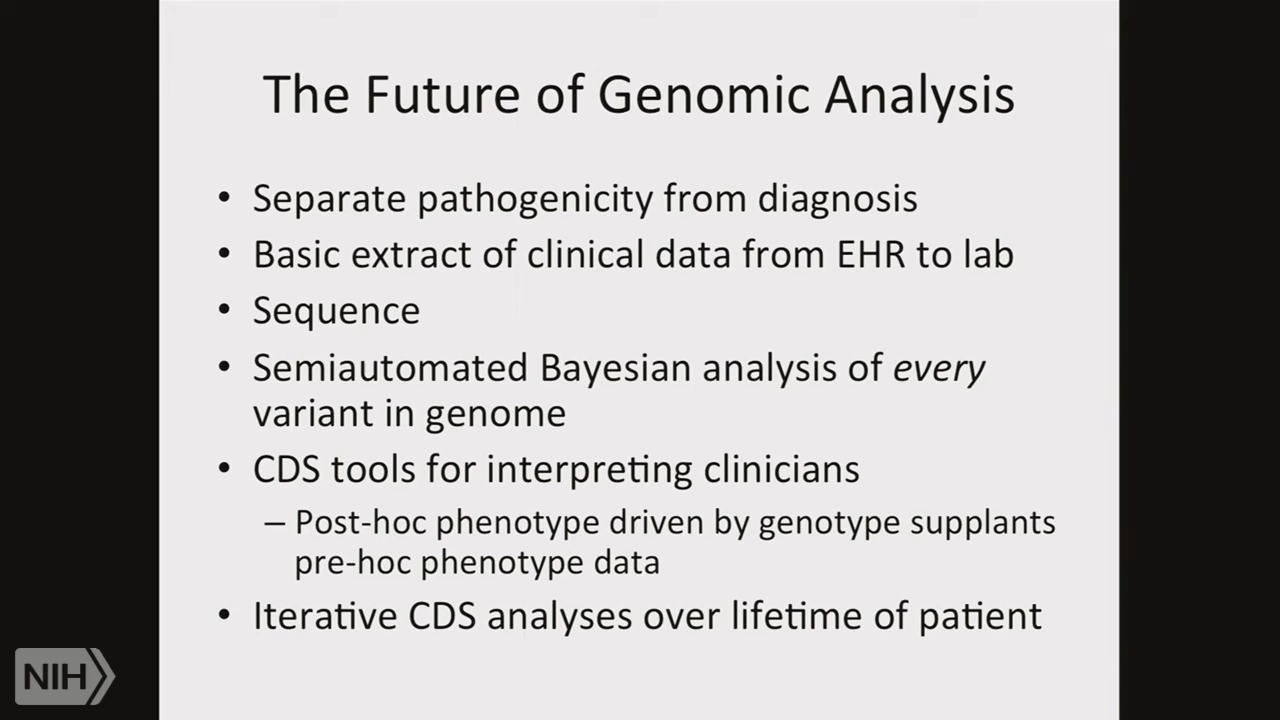 The Future of Genomic Analysis
• Separate pathogenicity from diagnosis
• Basic extract of clinical data from EHR to lab
• Sequence
• Semiautomated Bayesian analysis of every
variant in genome
• CDS tools for interpreting clinicians
– Post-hoc phenotype driven by genotype supplants
pre-hoc phenotype data
• Iterative CDS analyses over lifetime of patient
NIH